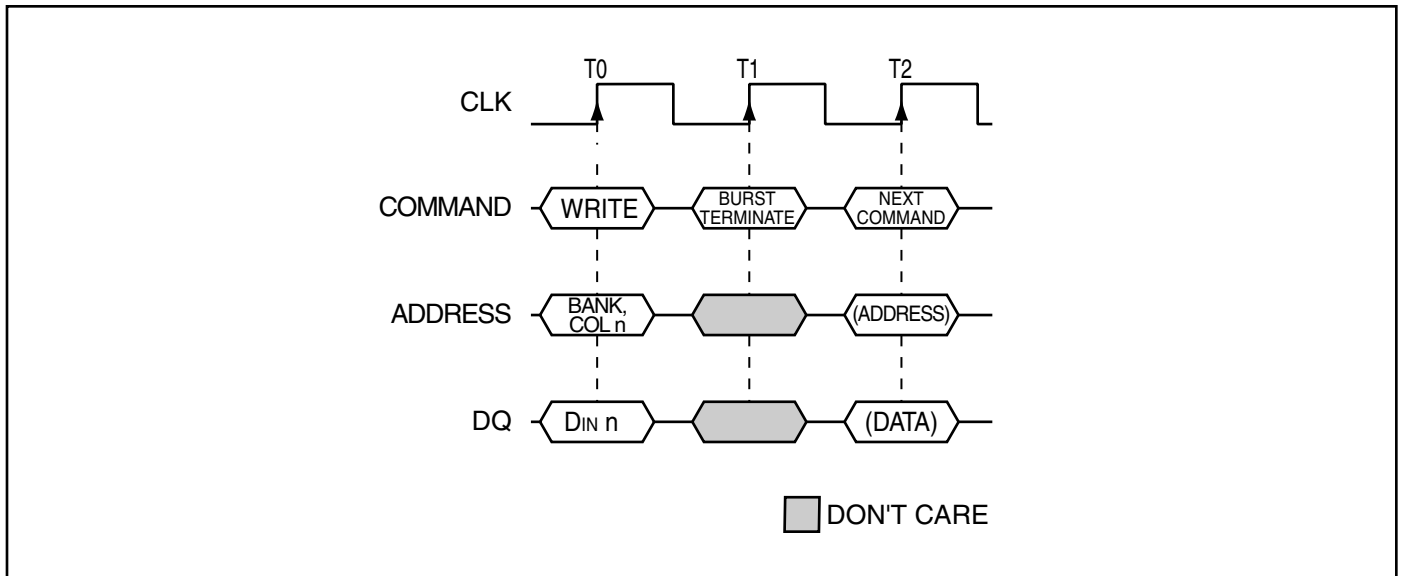 T0 T1 T2
CLK
COMMAND WRITE BURST TERMINATE NEXT COMMAND
ADDRESS BANK, COL n (ADDRESS)
DQ DIN n (DATA)
DON'T CARE